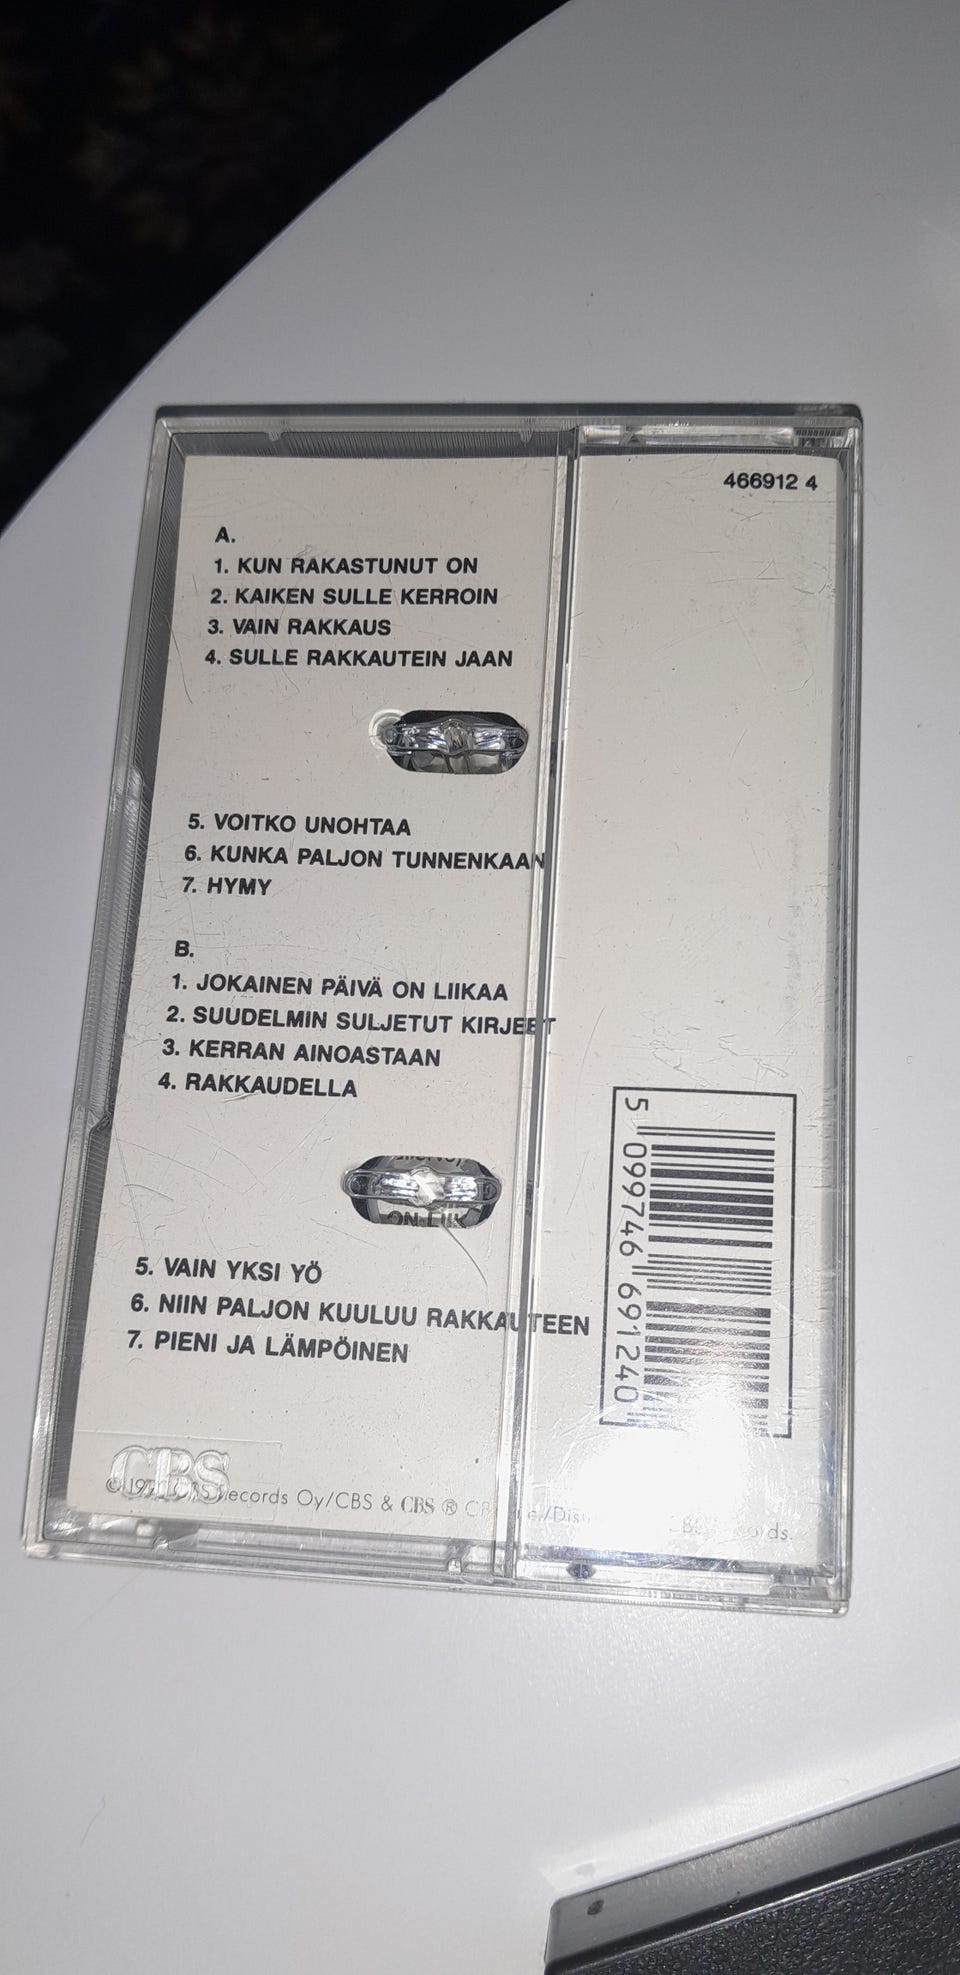 466912 4
A.
1. KUN RAKASTUNUT ON
2. KAIKEN SULLE KERROIN
3. VAIN RAKKAUS
4. SULLE RAKKAUTEIN JAAN
5. VOITKO UNOHTAA
6. KUNKA PALJON TUNNENKAAN
7. HYMY
B.
1. JOKAINEN PÄIVÄ ON LIIKAA
2. SUUDELMIN SULJETUT KIRJEET
3. KERRAN AINOASTAAN
4. RAKKAUDELLA
ON LIIK
5. VAIN YKSI YÖ
6. NIIN PALJON KUULUU RAKKAUTEEN
7. PIENI JA LÄMPÖINEN
5 099746 691240
CBS
© CBS Records Oy/CBS & CBS ®